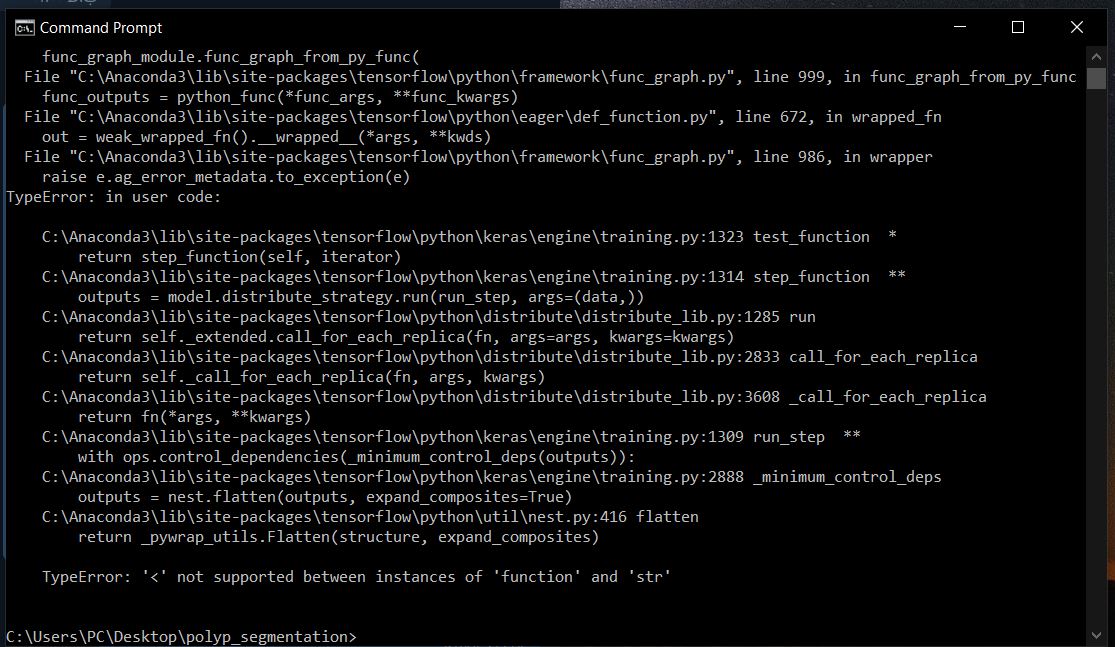 Command Prompt
func_graph_module.func_graph_from_py_func(
File "C:\Anaconda3\lib\site-packages\tensorflow\python\framework\func_graph.py", line 999, in func_graph_from_py_func
func_outputs = python_func(*func_args, **func_kwargs)
File "C:\Anaconda3\lib\site-packages\tensorflow\python\eager\def_function.py", line 672, in wrapped_fn
out = weak_wrapped_fn().__wrapped__(*args, **kwds)
File "C:\Anaconda3\lib\site-packages\tensorflow\python\framework\func_graph.py", line 986, in wrapper
raise e.ag_error_metadata.to_exception(e)
TypeError: in user code:
C:\Anaconda3\lib\site-packages\tensorflow\python\keras\engine\training.py:1323 test_function  *
return step_function(self, iterator)
C:\Anaconda3\lib\site-packages\tensorflow\python\keras\engine\training.py:1314 step_function  **
outputs = model.distribute_strategy.run(run_step, args=(data,))
C:\Anaconda3\lib\site-packages\tensorflow\python\distribute\distribute_lib.py:1285 run
return self._extended.call_for_each_replica(fn, args=args, kwargs=kwargs)
C:\Anaconda3\lib\site-packages\tensorflow\python\distribute\distribute_lib.py:2833 call_for_each_replica
return self._call_for_each_replica(fn, args, kwargs)
C:\Anaconda3\lib\site-packages\tensorflow\python\distribute\distribute_lib.py:3608 _call_for_each_replica
return fn(*args, **kwargs)
C:\Anaconda3\lib\site-packages\tensorflow\python\keras\engine\training.py:1309 run_step  **
with ops.control_dependencies(_minimum_control_deps(outputs)):
C:\Anaconda3\lib\site-packages\tensorflow\python\keras\engine\training.py:2888 _minimum_control_deps
outputs = nest.flatten(outputs, expand_composites=True)
C:\Anaconda3\lib\site-packages\tensorflow\python\util\nest.py:416 flatten
return _pywrap_utils.Flatten(structure, expand_composites)
TypeError: '<' not supported between instances of 'function' and 'str'
C:\Users\PC\Desktop\polyp_segmentation>